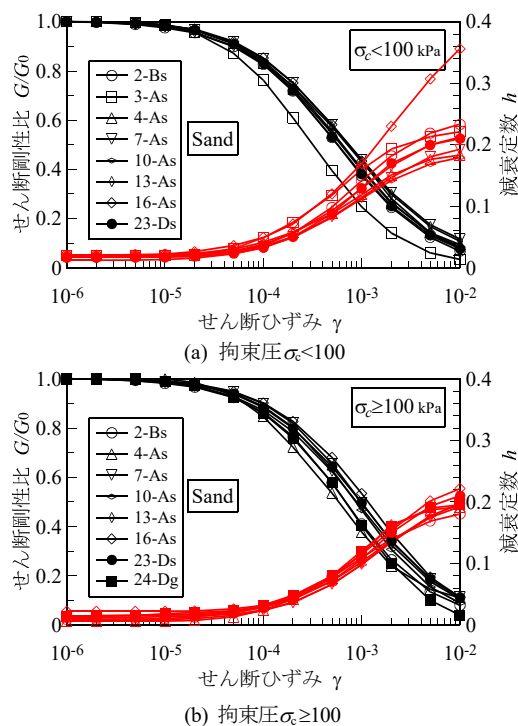 1.0
0.8
0.6
0.4
0.2
0
せん断剛性比 G/G0
σc<100 kPa
2-Bs
3-As
4-As
7-As
10-As
13-As
16-As
23-Ds
Sand
0.4
0.3
0.2
0.1
0
減衰定数 h
10-6 10-5 10-4 10-3 10-2
せん断ひずみ γ
(a) 拘束圧σc<100
1.0
0.8
0.6
0.4
0.2
0
せん断剛性比 G/G0
σc≥100 kPa
2-Bs
4-As
7-As
10-As
13-As
16-As
23-Ds
24-Dg
Sand
0.4
0.3
0.2
0.1
0
減衰定数 h
10-6 10-5 10-4 10-3 10-2
せん断ひずみ γ
(b) 拘束圧σc≥100